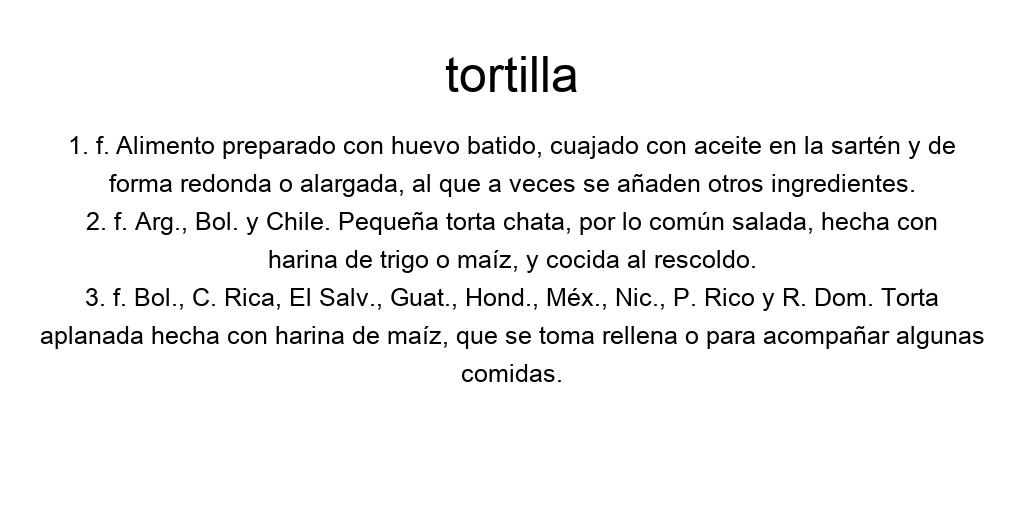 tortilla
1. f. Alimento preparado con huevo batido, cuajado con aceite en la sartén y de
forma redonda o alargada, al que a veces se añaden otros ingredientes.
2. f. Arg., Bol. y Chile. Pequeña torta chata, por lo común salada, hecha con
harina de trigo o maíz, y cocida al rescoldo.
3. f. Bol., C. Rica, El Salv., Guat., Hond., Méx., Nic., P. Rico y R. Dom. Torta
aplanada hecha con harina de maíz, que se toma rellena o para acompañar algunas
comidas.